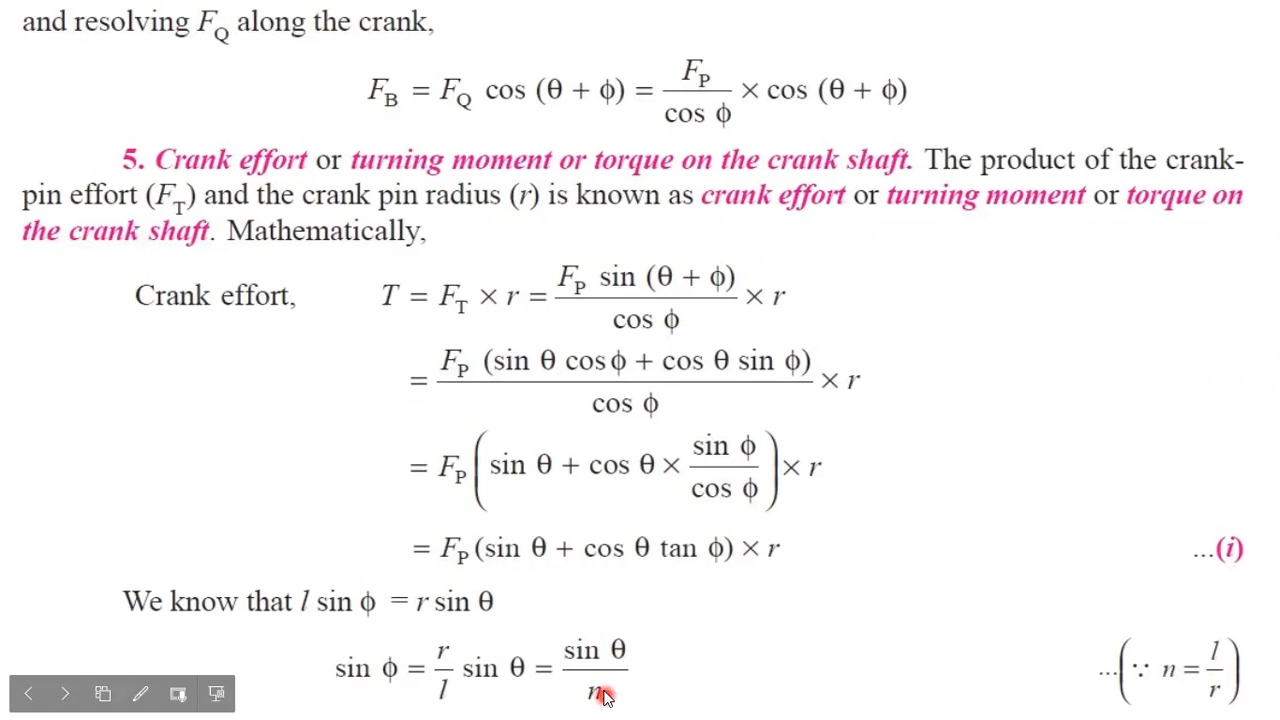 and resolving F_Q along the crank,
F_B = F_Q cos (θ + ϕ) = F_P / cos ϕ × cos (θ + ϕ)
5. Crank effort or turning moment or torque on the crank shaft. The product of the crank-
pin effort (F_T) and the crank pin radius (r) is known as crank effort or turning moment or torque on
the crank shaft. Mathematically,
Crank effort, T = F_T × r = F_P sin (θ + ϕ) / cos ϕ × r
= F_P (sin θ cos ϕ + cos θ sin ϕ) / cos ϕ × r
= F_P (sin θ + cos θ × sin ϕ / cos ϕ) × r
= F_P (sin θ + cos θ tan ϕ) × r ...(i)
We know that l sin ϕ = r sin θ
sin ϕ = r / l sin θ = sin θ / n ...(∵ n = l / r)